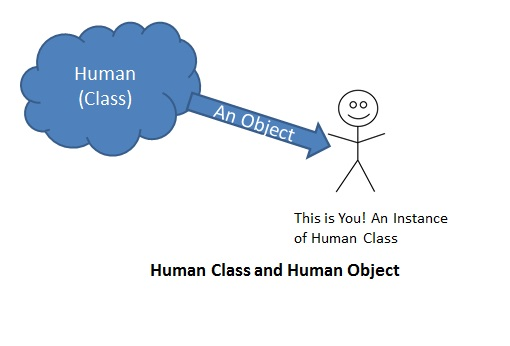 Human
(Class)
An Object
This is You! An Instance
of Human Class
Human Class and Human Object